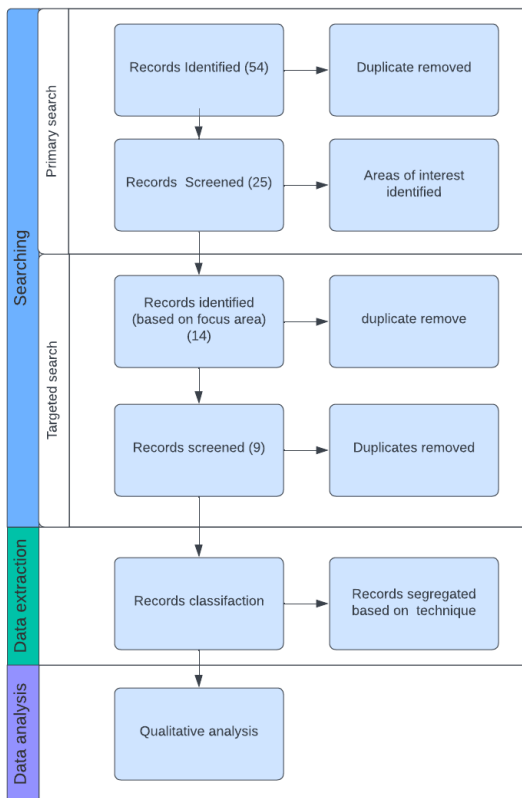 Searching
Primary search
Records Identified (54)
Duplicate removed
Records  Screened (25)
Areas of interest
identified
Targeted search
Records identified
(based on focus area)
(14)
duplicate remove
Records screened (9)
Duplicates removed
Data extraction
Records classifaction
Records segregated
based on  technique
Data analysis
Qualitative analysis